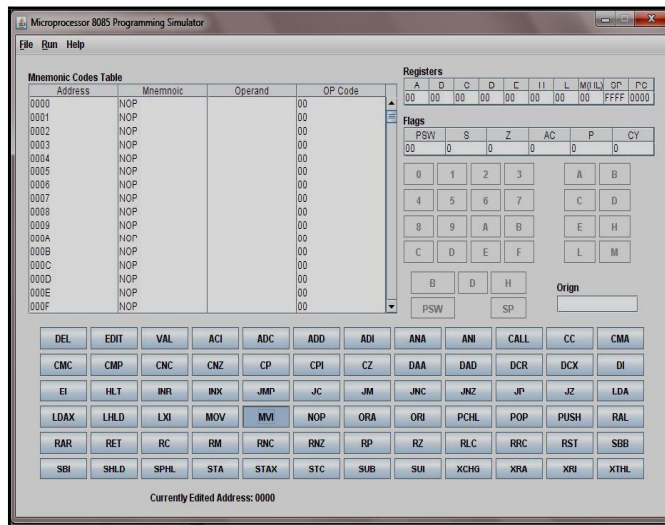 Microprocessor 8085 Programming Simulator
File Run Help
Mnemonic Codes Table
Address Mnemnoic Operand OP Code
0000 NOP 00
0001 NOP 00
0002 NOP 00
0003 NOP 00
0004 NOP 00
0005 NOP 00
0006 NOP 00
0007 NOP 00
0008 NOP 00
0009 NOP 00
000A NOP 00
000B NOP 00
000C NOP 00
000D NOP 00
000E NOP 00
000F NOP 00
Registers
A D C D E H L M(HL) SP PC
00 00 00 00 00 00 00 00 FFFF 0000
Flags
PSW S Z AC P CY
00 0 0 0 0 0
0 1 2 3 A B
4 5 6 7 C D
8 9 A B E H
C D E F L M
B D H
PSW SP
Orign
DEL EDIT VAL ACI ADC ADD ADI ANA ANI CALL CC CMA
CMC CMP CNC CNZ CP CPI CZ DAA DAD DCR DCX DI
EI HLT INR INX JMP JC JM JNC JNZ JP JZ LDA
LDAX LHLD LXI MOV MVI NOP ORA ORI PCHL POP PUSH RAL
RAR RET RC RM RNC RNZ RP RZ RLC RRC RST SBB
SBI SHLD SPHL STA STAX STC SUB SUI XCHG XRA XRI XTHL
Currently Edited Address: 0000